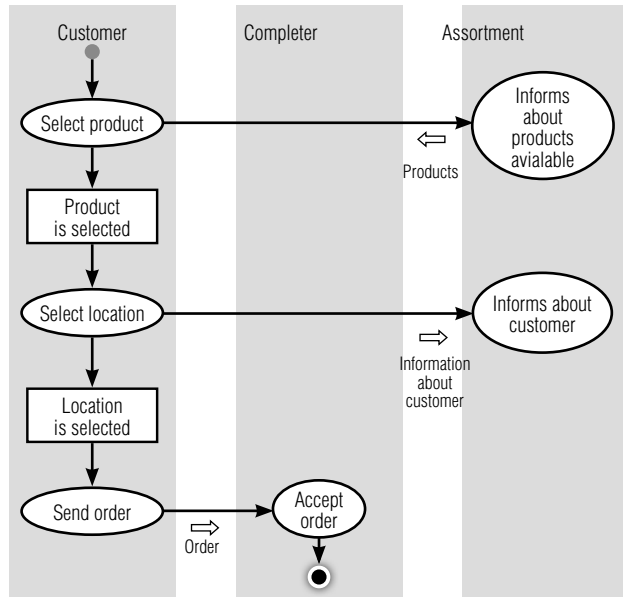 Customer
Completer
Assortment
Select product
Informs
about
products
avialable
Products
Product
is selected
Select location
Informs about
customer
Information
about
customer
Location
is selected
Send order
Accept
order
Order